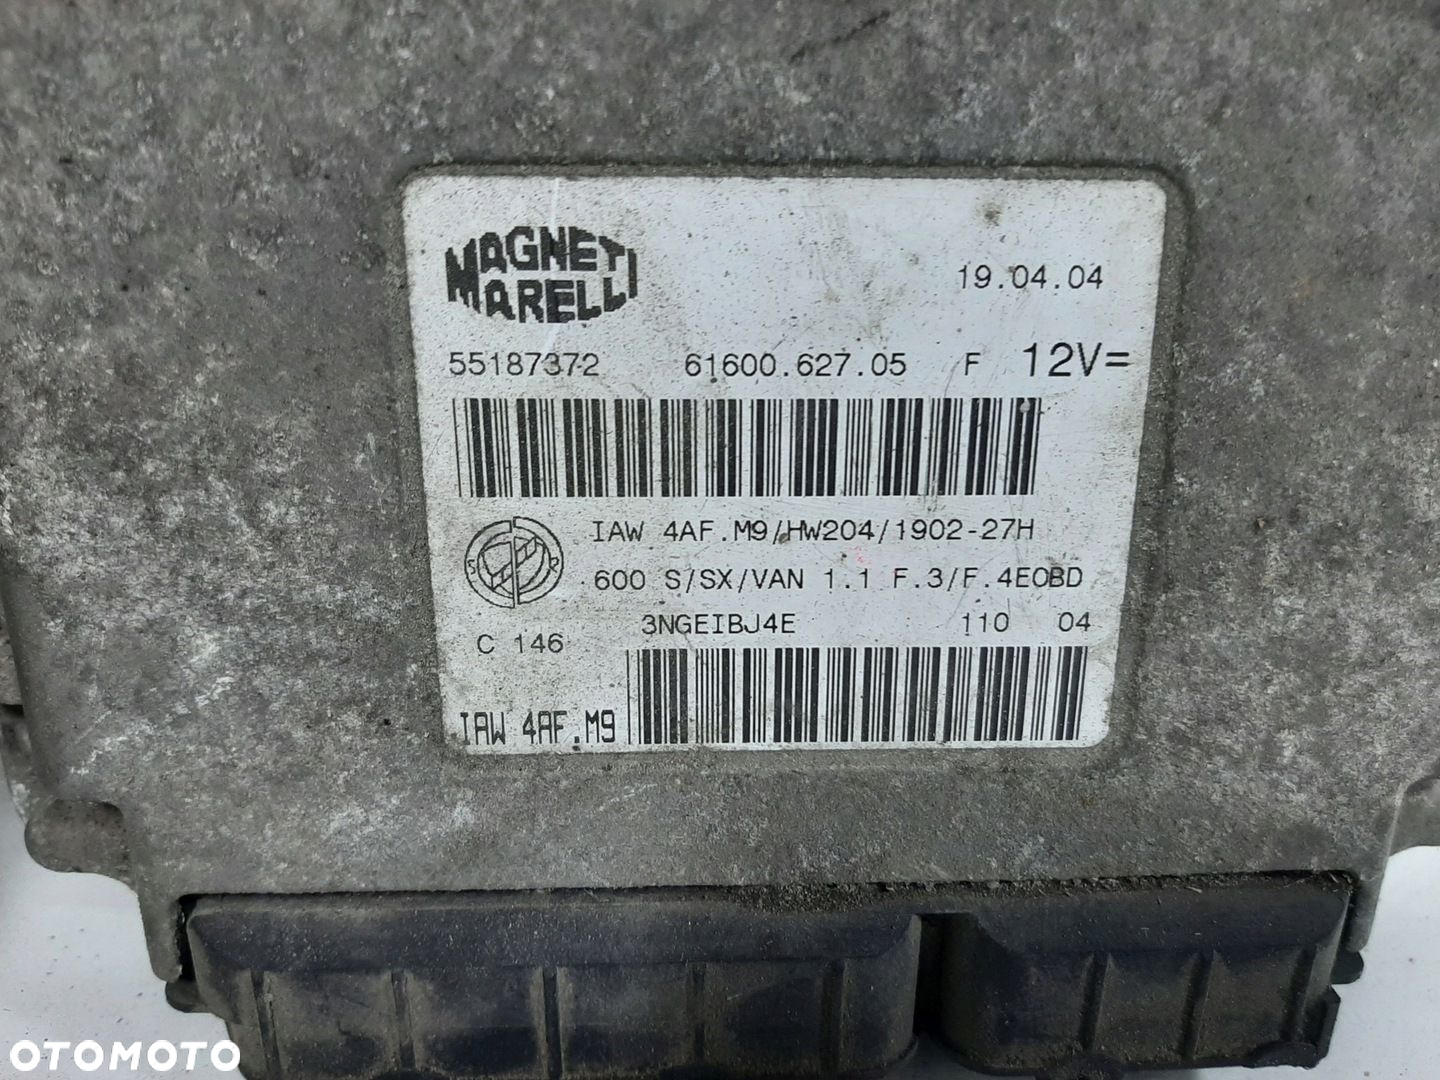 MAGNETI
MARELLI
19.04.04
55187372 61600.627.05 F 12V=
IAW 4AF.M9/HW204/1902-27H
S R
600 S/SX/VAN 1.1 F.3/F.4EOBD
3NGEIBJ4E 110 04
C 146
IAW 4AF.M9
OTOMOTO